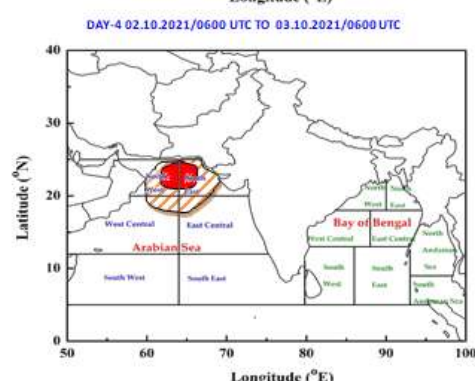 DAY-4 02.10.2021/0600 UTC TO 03.10.2021/0600 UTC
40
30
20
10
0
Latitude (°N)
West Central
East Central
Arabian Sea
South West
South East
North West
North East
Bay of Bengal
West Central
East Central
South West
South East
North Andaman Sea
South Andaman Sea
50
60
70
80
90
100
Longitude (°E)